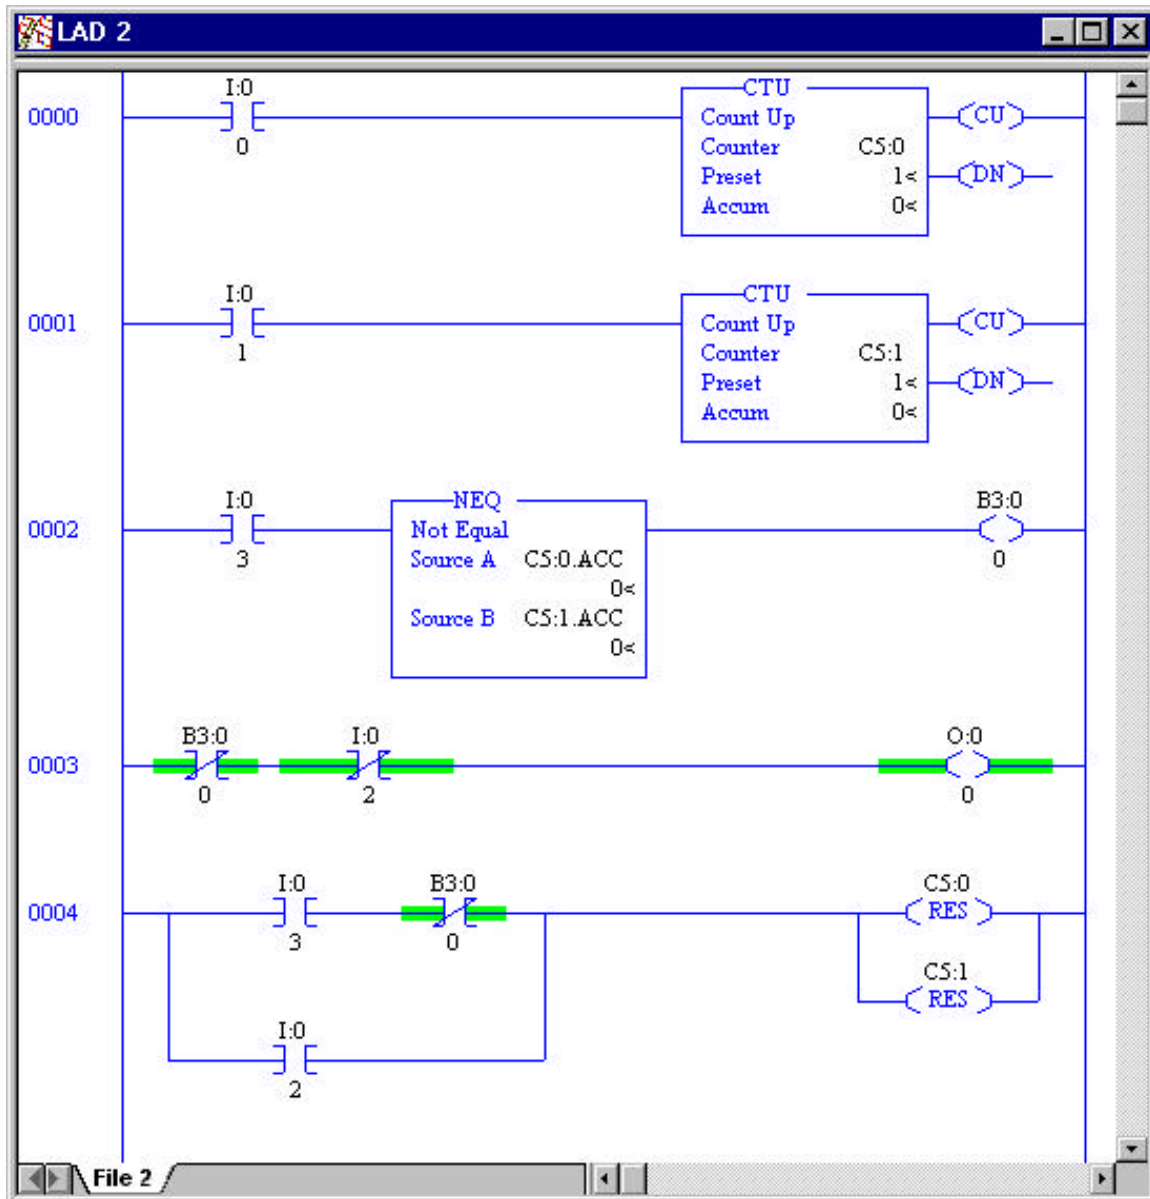 LAD 2
I:0
0000
0
CTU
Count Up
Counter C5:0
Preset 1<
Accum 0<
CU
DN
I:0
0001
1
CTU
Count Up
Counter C5:1
Preset 1<
Accum 0<
CU
DN
I:0
0002
3
NEQ
Not Equal
Source A C5:0.ACC
0<
Source B C5:1.ACC
0<
B3:0
0
B3:0 I:0 O:0
0003
0 2 0
I:0 B3:0 C5:0
0004 RES
3 0
C5:1
RES
I:0
2
File 2